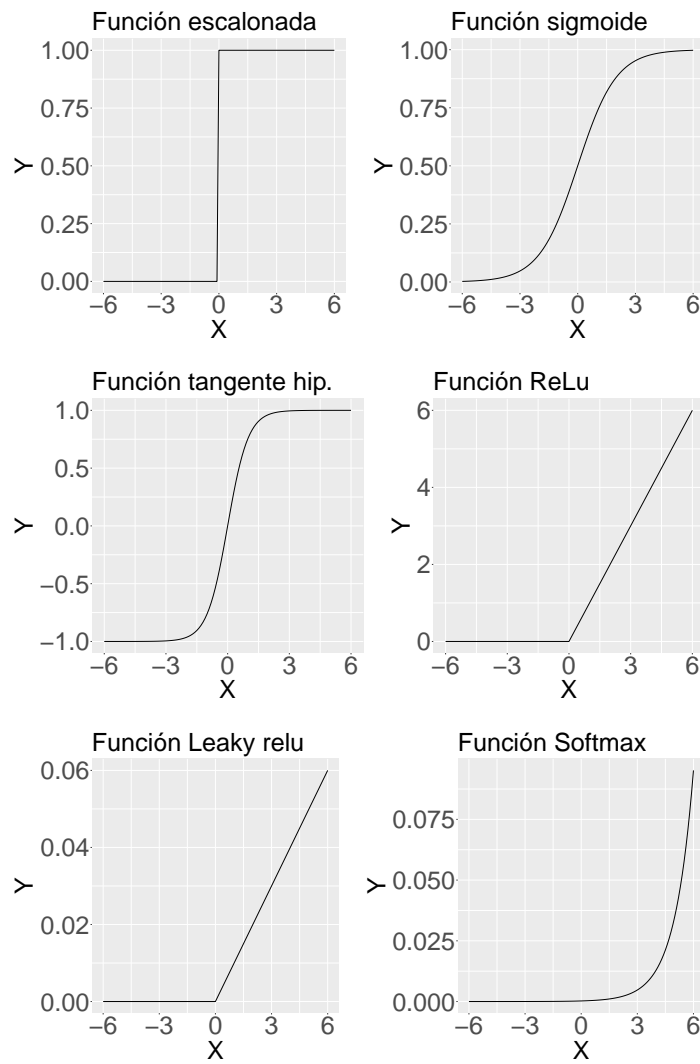 Función escalonada
1.00
0.75
0.50
0.25
0.00
Y
−6 −3 0 3 6
X
Función sigmoide
1.00
0.75
0.50
0.25
0.00
Y
−6 −3 0 3 6
X
Función tangente hip.
1.0
0.5
0.0
−0.5
−1.0
Y
−6 −3 0 3 6
X
Función ReLu
6
4
2
0
Y
−6 −3 0 3 6
X
Función Leaky relu
0.06
0.04
0.02
0.00
Y
−6 −3 0 3 6
X
Función Softmax
0.075
0.050
0.025
0.000
Y
−6 −3 0 3 6
X